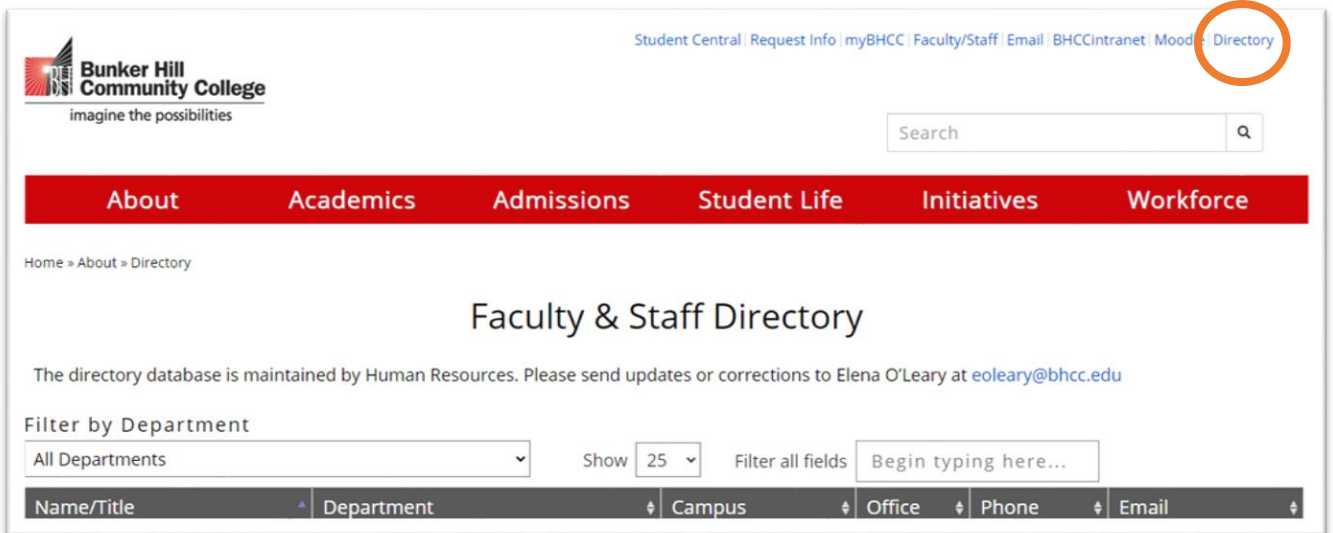 Student Central | Request Info | myBHCC | Faculty/Staff | Email | BHCCintranet | Moodle | Directory
Bunker Hill
Community College
imagine the possibilities
Search
About Academics Admissions Student Life Initiatives Workforce
Home » About » Directory
Faculty & Staff Directory
The directory database is maintained by Human Resources. Please send updates or corrections to Elena O'Leary at eoleary@bhcc.edu
Filter by Department
All Departments Show 25 Filter all fields Begin typing here...
Name/Title Department Campus Office Phone Email